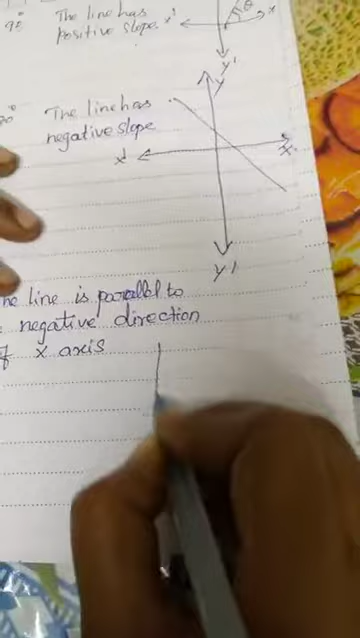 90°
The line has
positive slope.
x'
θ
x
y'
The line has
negative slope
y
x'
x
y'
the line is parallel to
negative direction
of x axis